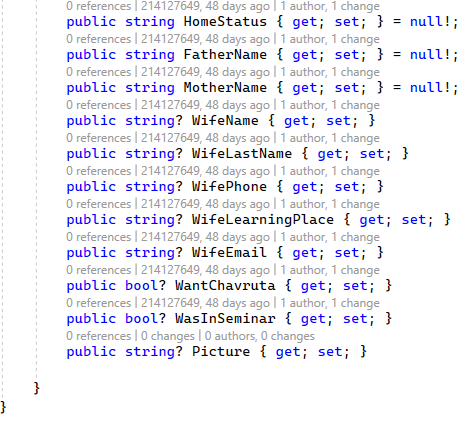 0 references | 214127649, 48 days ago | 1 author, 1 change
public string HomeStatus { get; set; } = null!;
0 references | 214127649, 48 days ago | 1 author, 1 change
public string FatherName { get; set; } = null!;
0 references | 214127649, 48 days ago | 1 author, 1 change
public string MotherName { get; set; } = null!;
0 references | 214127649, 48 days ago | 1 author, 1 change
public string? WifeName { get; set; }
0 references | 214127649, 48 days ago | 1 author, 1 change
public string? WifeLastName { get; set; }
0 references | 214127649, 48 days ago | 1 author, 1 change
public string? WifePhone { get; set; }
0 references | 214127649, 48 days ago | 1 author, 1 change
public string? WifeLearningPlace { get; set; }
0 references | 214127649, 48 days ago | 1 author, 1 change
public string? WifeEmail { get; set; }
0 references | 214127649, 48 days ago | 1 author, 1 change
public bool? WantChavruta { get; set; }
0 references | 214127649, 48 days ago | 1 author, 1 change
public bool? WasInSeminar { get; set; }
0 references | 0 changes | 0 authors, 0 changes
public string? Picture { get; set; }
}
}